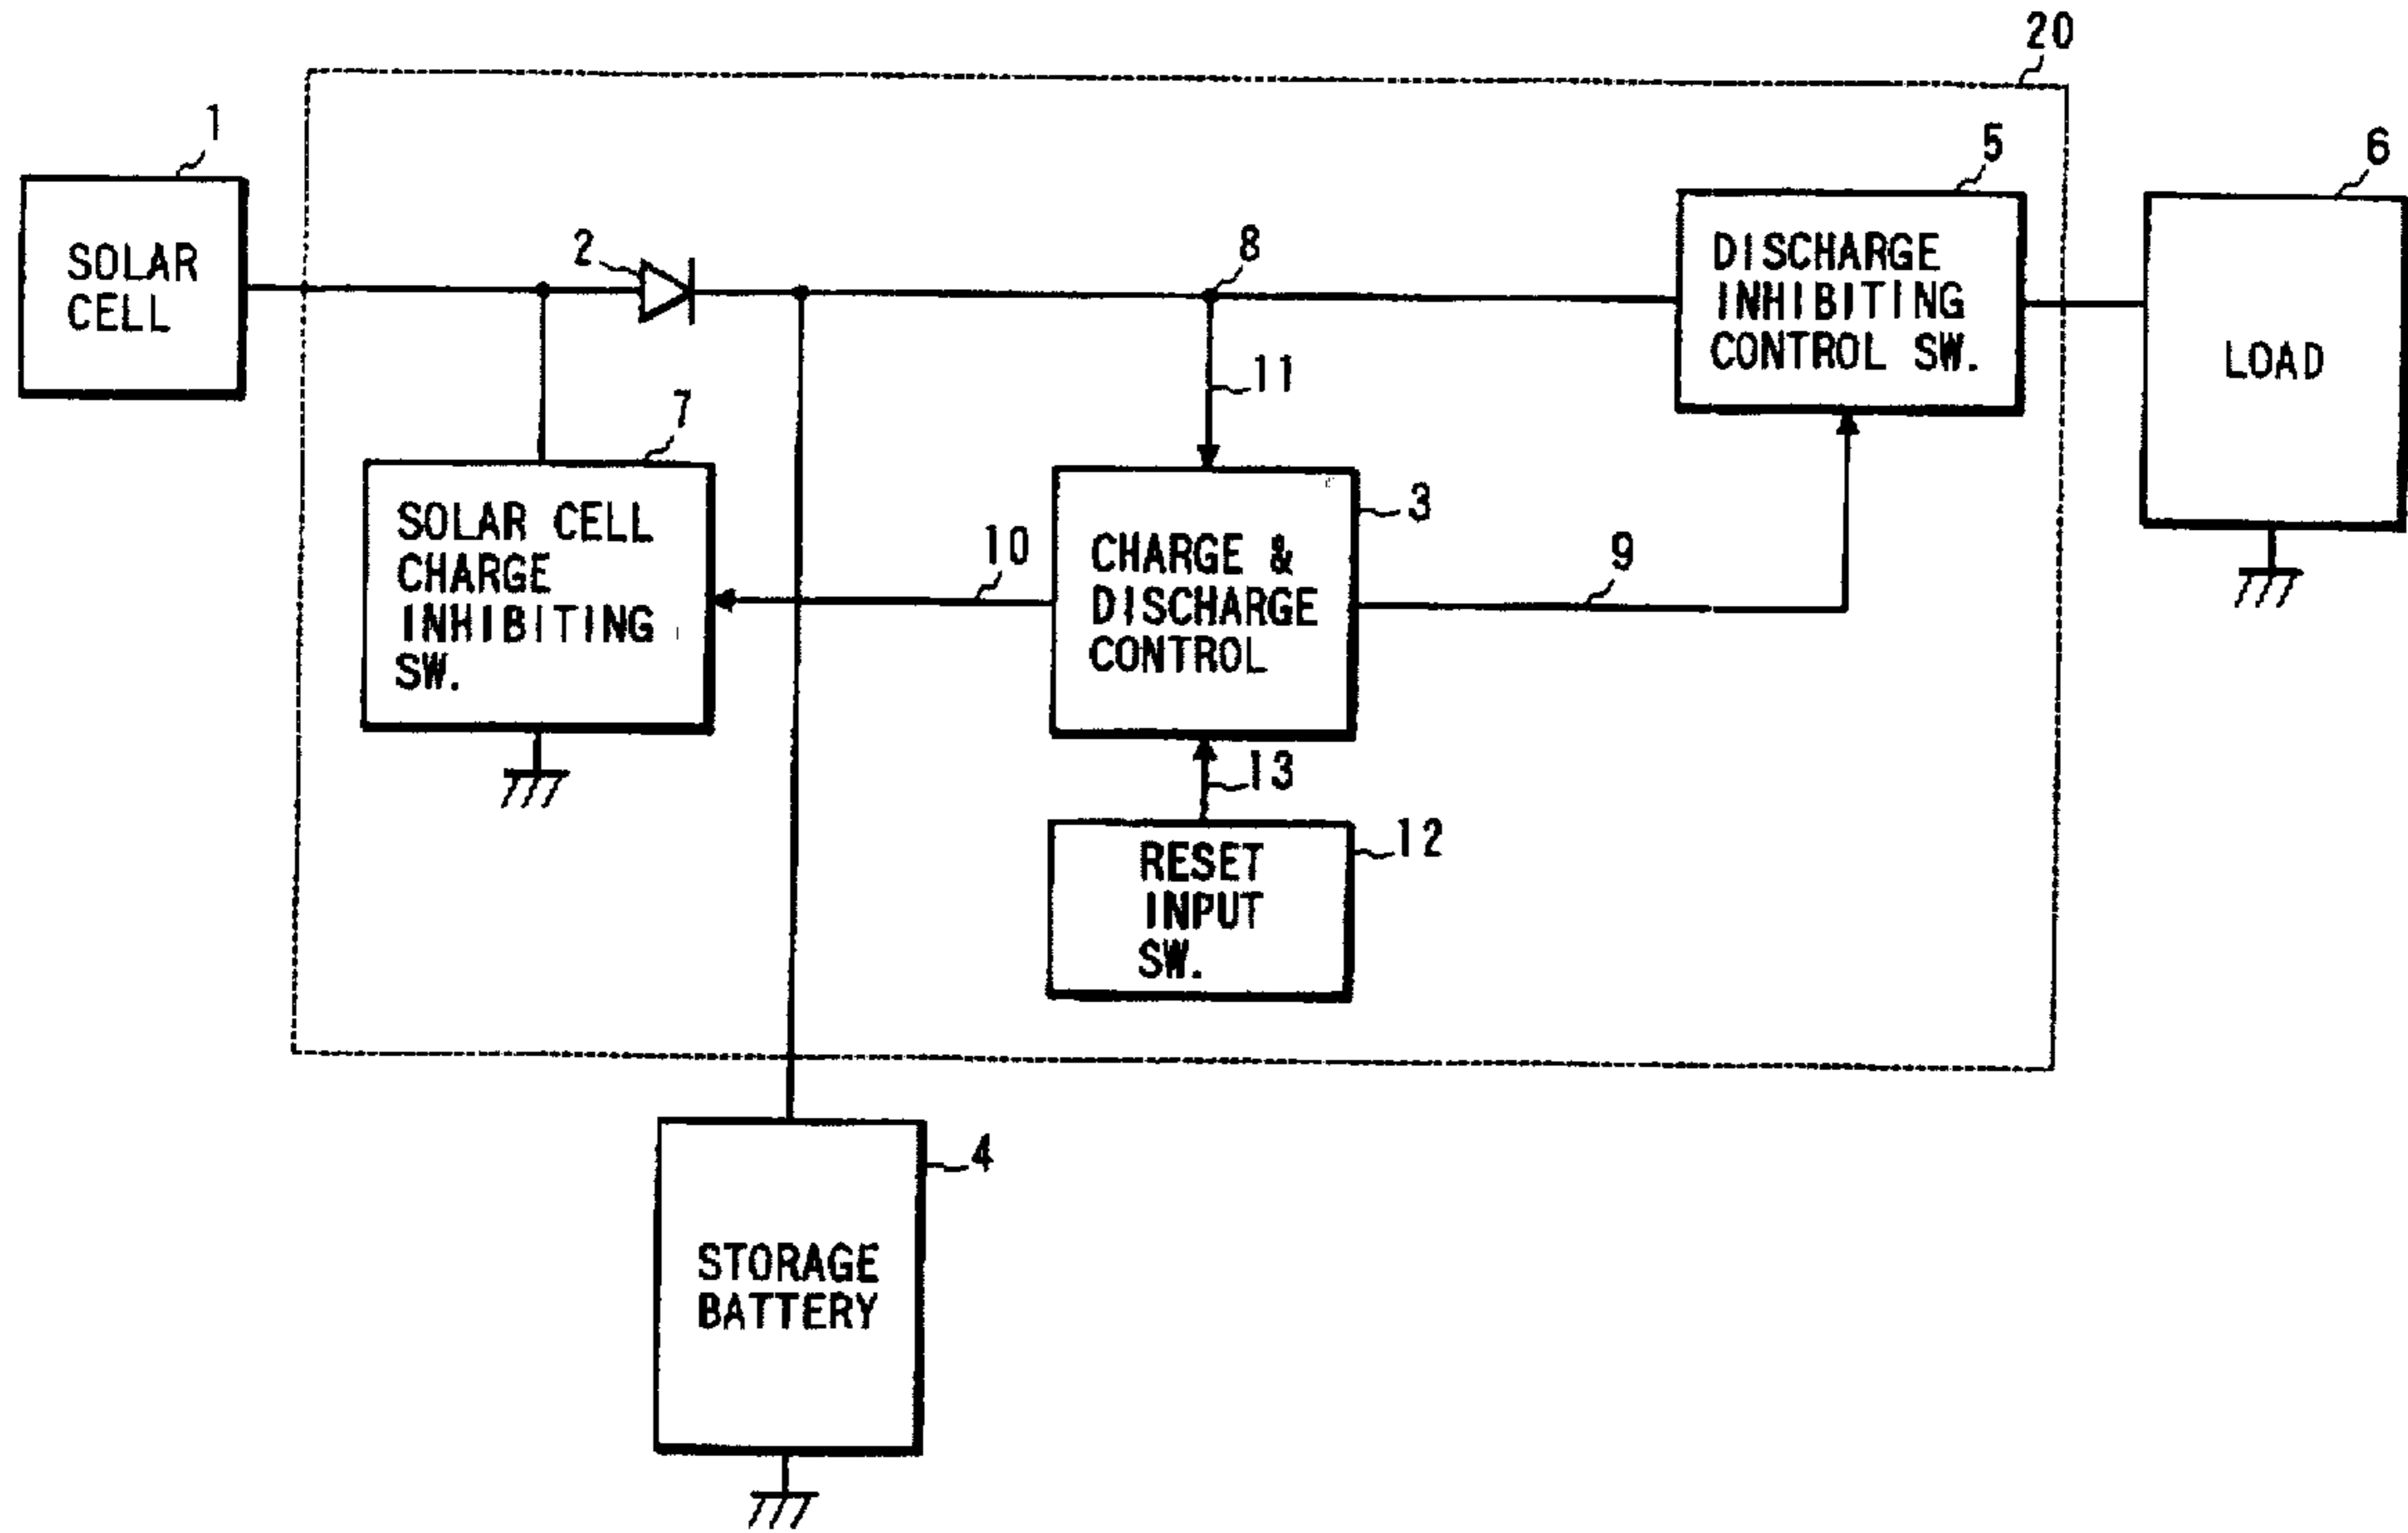 20
1
5
6
SOLAR
CELL
2
8
DISCHARGE
INHIBITING
CONTROL SW.
LOAD
11
7
SOLAR CELL
CHARGE
INHIBITING
SW.
10
3
CHARGE &
DISCHARGE
CONTROL
9
13
12
RESET
INPUT
SW.
4
STORAGE
BATTERY